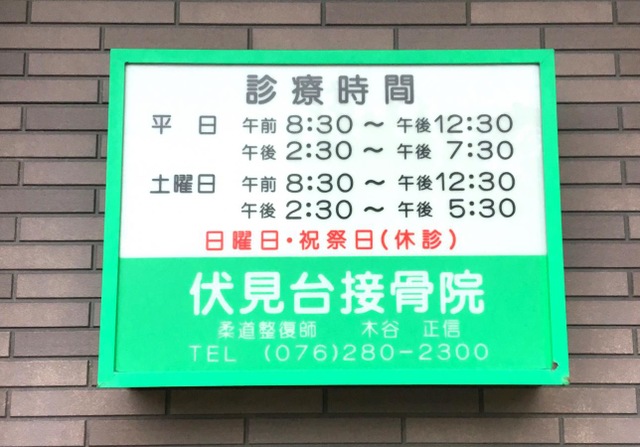 診療時間
平 日 午前 8:30 〜 午後 12:30
午後 2:30 〜 午後 7:30
土曜日 午前 8:30 〜 午後 12:30
午後 2:30 〜 午後 5:30
日曜日・祝祭日(休診)
伏見台接骨院
柔道整復師 木谷 正信
TEL (076)280-2300